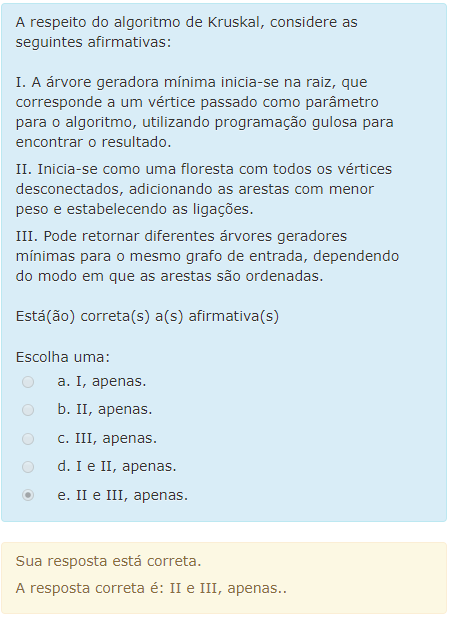 A respeito do algoritmo de Kruskal, considere as
seguintes afirmativas:
I. A árvore geradora mínima inicia-se na raiz, que
corresponde a um vértice passado como parâmetro
para o algoritmo, utilizando programação gulosa para
encontrar o resultado.
II. Inicia-se como uma floresta com todos os vértices
desconectados, adicionando as arestas com menor
peso e estabelecendo as ligações.
III. Pode retornar diferentes árvores geradores
mínimas para o mesmo grafo de entrada, dependendo
do modo em que as arestas são ordenadas.
Está(ão) correta(s) a(s) afirmativa(s)
Escolha uma:
a. I, apenas.
b. II, apenas.
c. III, apenas.
d. I e II, apenas.
e. II e III, apenas.
Sua resposta está correta.
A resposta correta é: II e III, apenas..